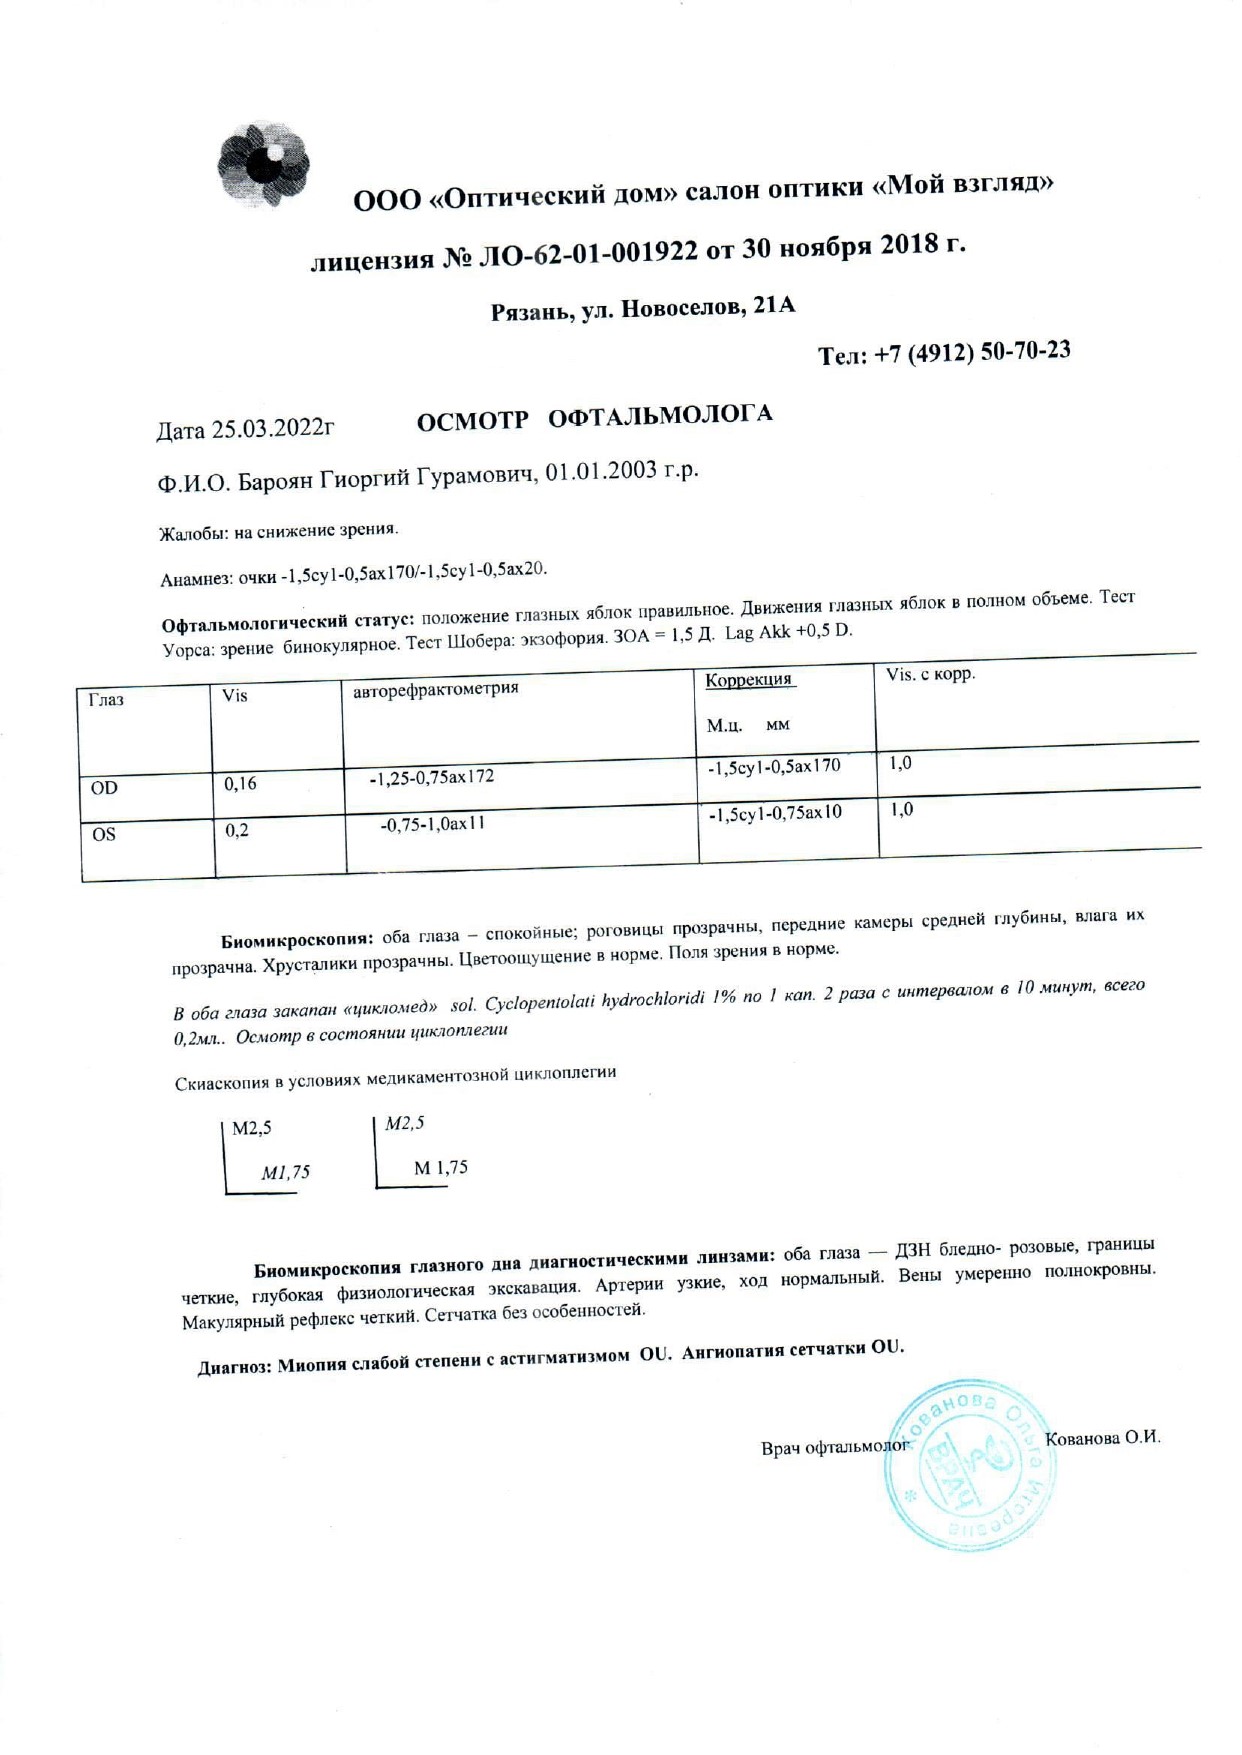 ООО «Оптический дом» салон оптики «Мой взгляд»
лицензия № ЛО-62-01-001922 от 30 ноября 2018 г.
Рязань, ул. Новоселов, 21А
Тел: +7 (4912) 50-70-23
Дата 25.03.2022г ОСМОТР ОФТАЛЬМОЛОГА
Ф.И.О. Бароян Гиоргий Гурамович, 01.01.2003 г.р.
Жалобы: на снижение зрения.
Анамнез: очки -1,5cyl-0,5ax170/-1,5cyl-0,5ax20.
Офтальмологический статус: положение глазных яблок правильное. Движения глазных яблок в полном объеме. Тест
Уорса: зрение бинокулярное. Тест Шобера: экзофория. ЗОА = 1,5 Д. Lag Akk +0,5 D.
Глаз Vis авторефрактометрия Коррекция Vis. с корр.
М.ц. мм
OD 0,16 -1,25-0,75ax172 -1,5cyl-0,5ax170 1,0
OS 0,2 -0,75-1,0ax11 -1,5cyl-0,75ax10 1,0
Биомикроскопия: оба глаза – спокойные; роговицы прозрачны, передние камеры средней глубины, влага их
прозрачна. Хрусталики прозрачны. Цветоощущение в норме. Поля зрения в норме.
В оба глаза закапан «цикломед» sol. Cyclopentolati hydrochloridi 1% по 1 кап. 2 раза с интервалом в 10 минут, всего
0,2мл.. Осмотр в состоянии циклоплегии
Скиаскопия в условиях медикаментозной циклоплегии
М2,5 М2,5
М1,75 М 1,75
Биомикроскопия глазного дна диагностическими линзами: оба глаза — ДЗН бледно- розовые, границы
четкие, глубокая физиологическая экскавация. Артерии узкие, ход нормальный. Вены умеренно полнокровны.
Макулярный рефлекс четкий. Сетчатка без особенностей.
Диагноз: Миопия слабой степени с астигматизмом OU. Ангиопатия сетчатки OU.
Врач офтальмолог Кованова О.И.
Кованова Ольга Игоревна
ВРАЧ